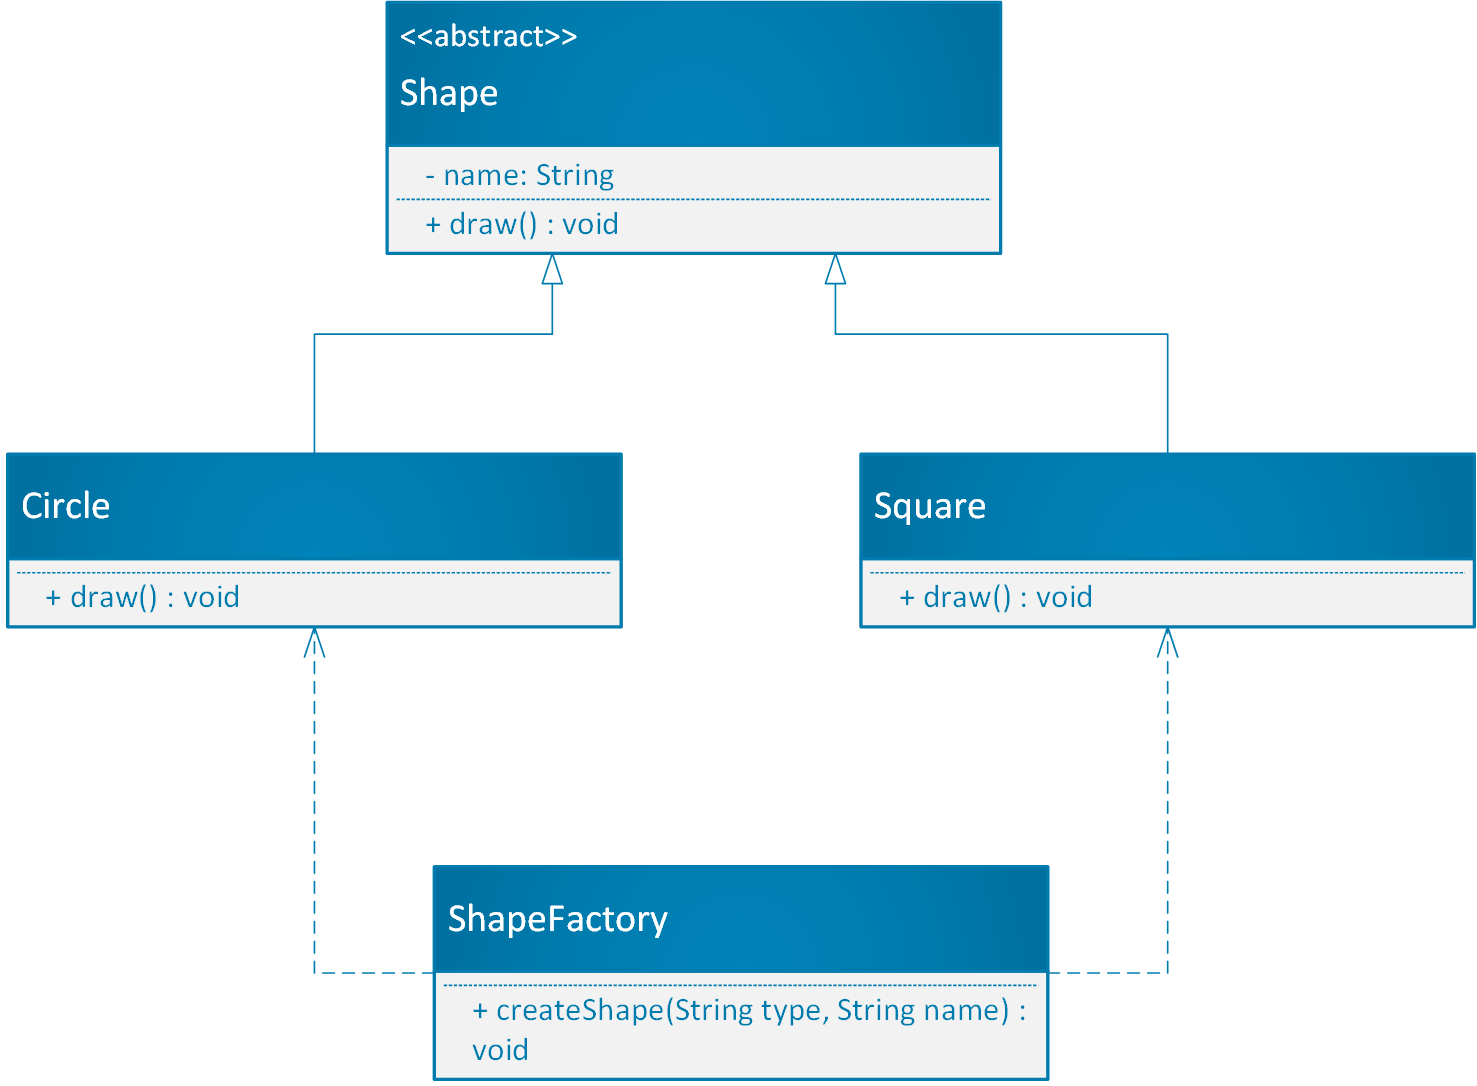 <<abstract>>
Shape
- name: String
+ draw() : void
Circle
+ draw() : void
Square
+ draw() : void
ShapeFactory
+ createShape(String type, String name) :
void